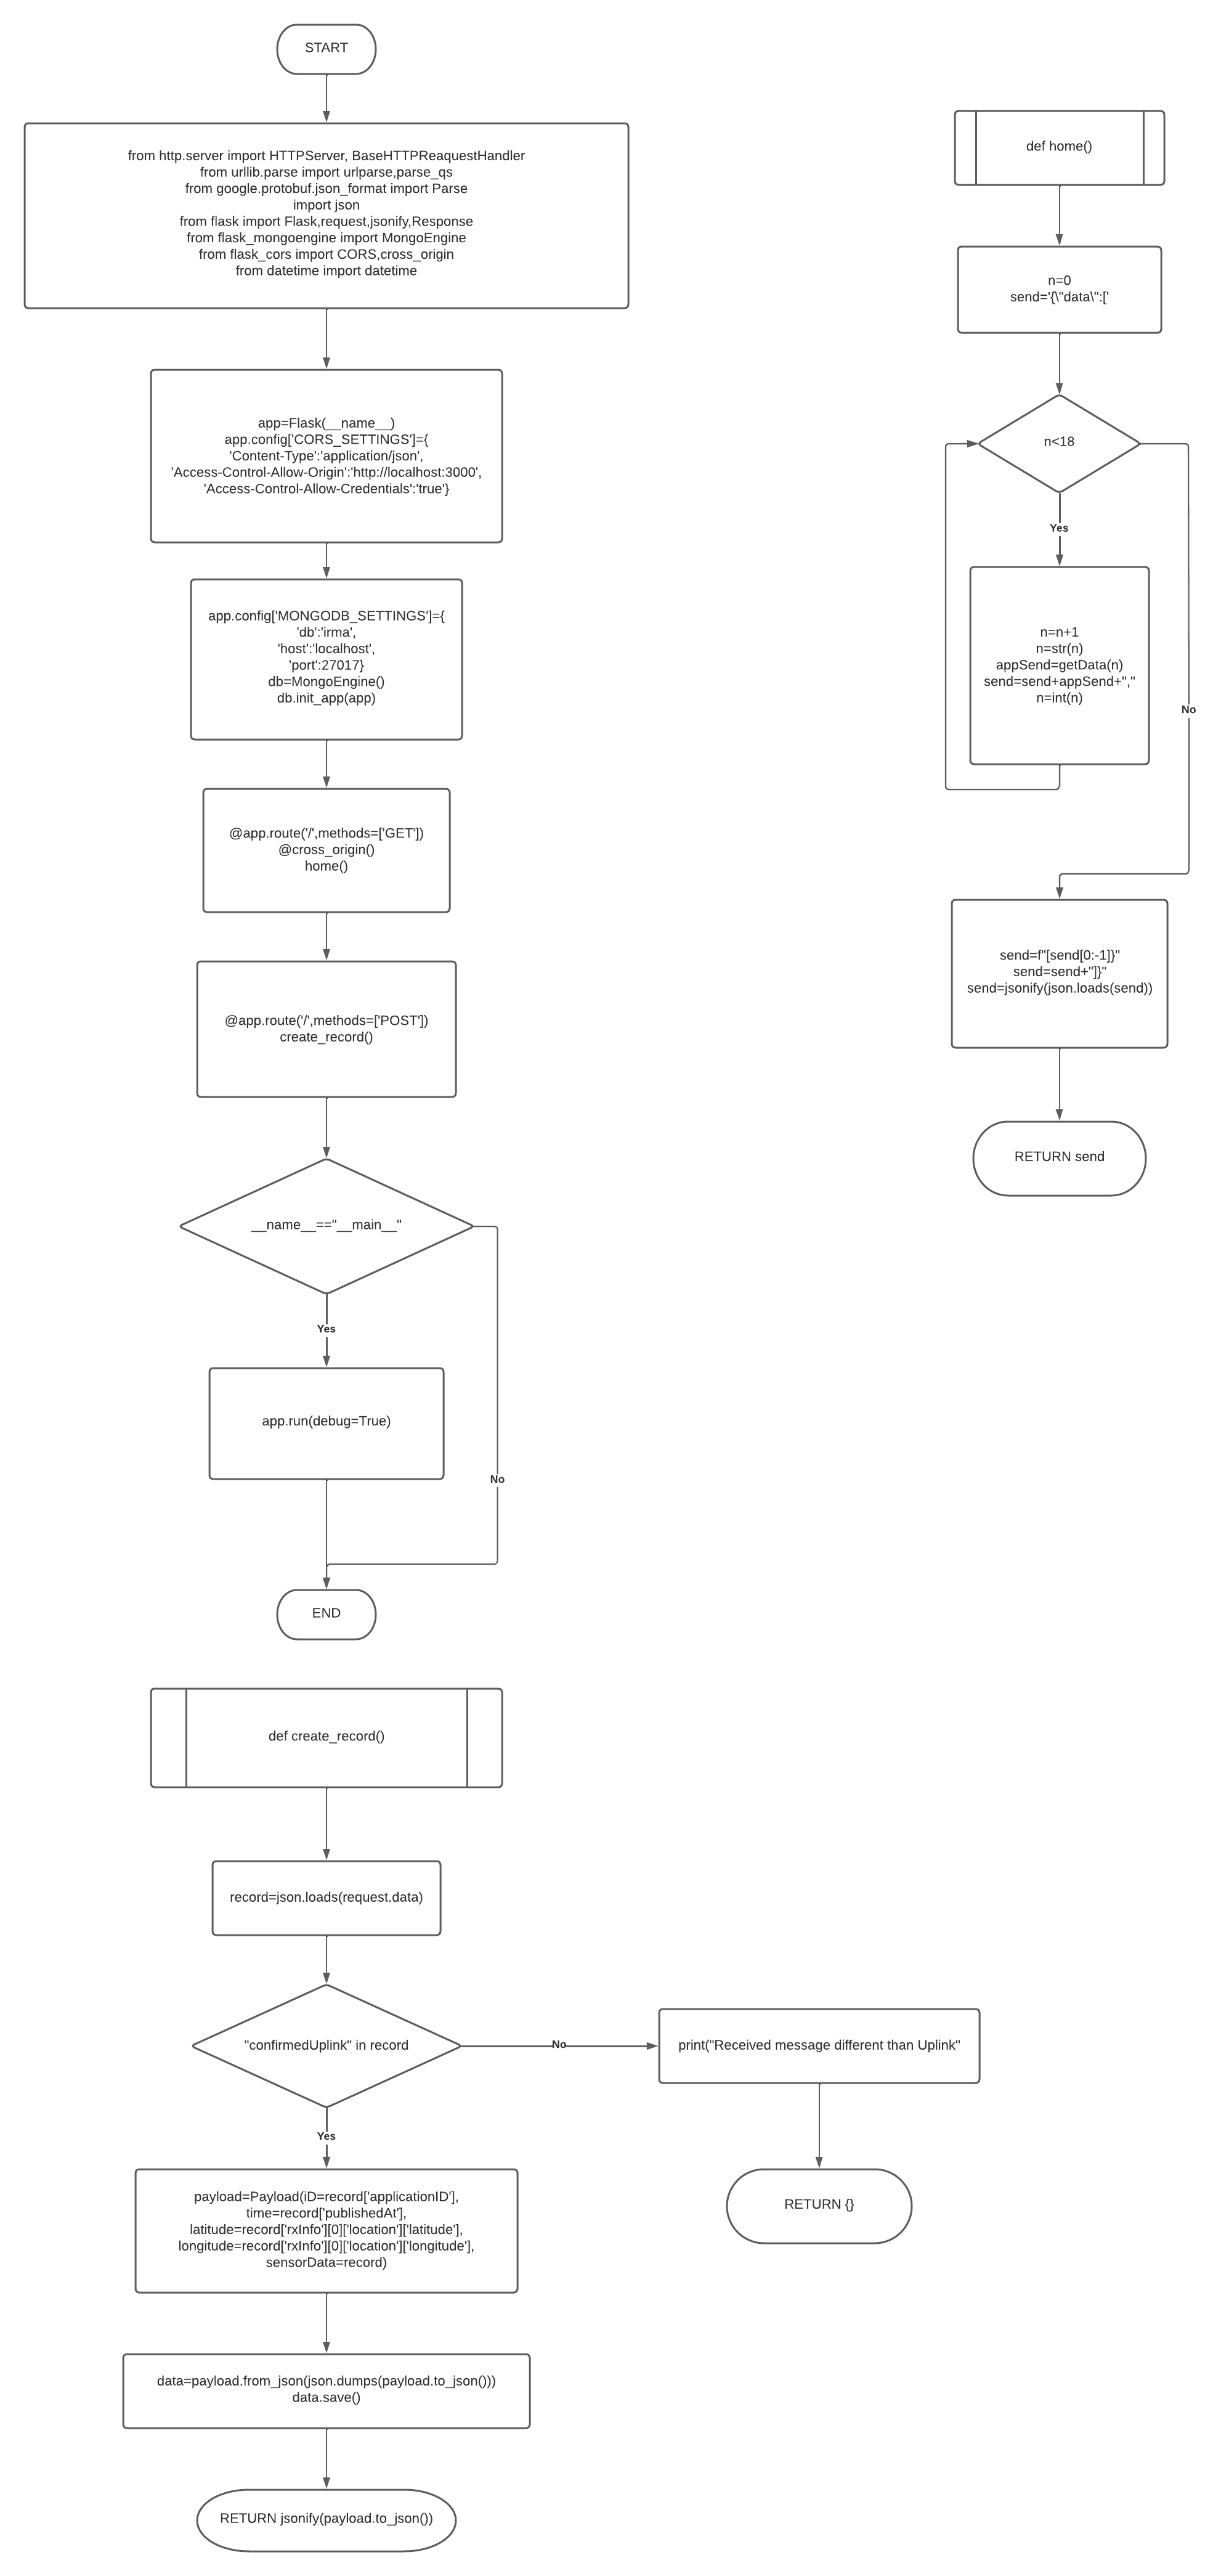 START
from http.server import HTTPServer, BaseHTTPReaquestHandler
from urllib.parse import urlparse,parse_qs
from google.protobuf.json_format import Parse
import json
from flask import Flask,request,jsonify,Response
from flask_mongoengine import MongoEngine
from flask_cors import CORS,cross_origin
from datetime import datetime
app=Flask(__name__)
app.config['CORS_SETTINGS']={
'Content-Type':'application/json',
'Access-Control-Allow-Origin':'http://localhost:3000',
'Access-Control-Allow-Credentials':'true'}
app.config['MONGODB_SETTINGS']={
'db':'irma',
'host':'localhost',
'port':27017}
db=MongoEngine()
db.init_app(app)
@app.route('/',methods=['GET'])
@cross_origin()
home()
@app.route('/',methods=['POST'])
create_record()
__name__=="__main__"
Yes
app.run(debug=True)
No
END
def home()
n=0
send='{\"data\":['
n<18
Yes
n=n+1
n=str(n)
appSend=getData(n)
send=send+appSend+","
n=int(n)
No
send=f"[send[0:-1]}"
send=send+"]}"
send=jsonify(json.loads(send))
RETURN send
def create_record()
record=json.loads(request.data)
"confirmedUplink" in record
No
print("Received message different than Uplink"
RETURN {}
Yes
payload=Payload(iD=record['applicationID'],
time=record['publishedAt'],
latitude=record['rxInfo'][0]['location']['latitude'],
longitude=record['rxInfo'][0]['location']['longitude'],
sensorData=record)
data=payload.from_json(json.dumps(payload.to_json()))
data.save()
RETURN jsonify(payload.to_json())